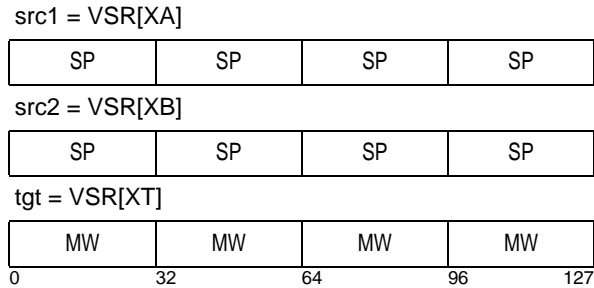 src1 = VSR[XA]
SP SP SP SP
src2 = VSR[XB]
SP SP SP SP
tgt = VSR[XT]
MW MW MW MW
0 32 64 96 127